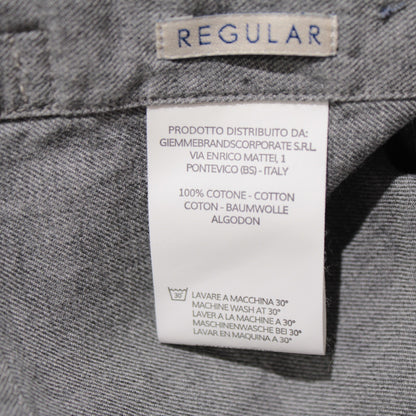 REGULAR
PRODOTTO DISTRIBUITO DA:
GIEMMEBRANDSCORPORATE S.R.L.
VIA ENRICO MATTEI, 1
PONTEVICO (BS) - ITALY
100% COTONE - COTTON
COTON - BAUMWOLLE
ALGODON
30°
LAVARE A MACCHINA 30°
MACHINE WASH AT 30°
LAVER A LA MACHINE A 30°
MASCHINENWASCHE BEI 30°
LAVAR EN MAQUINA A 30°